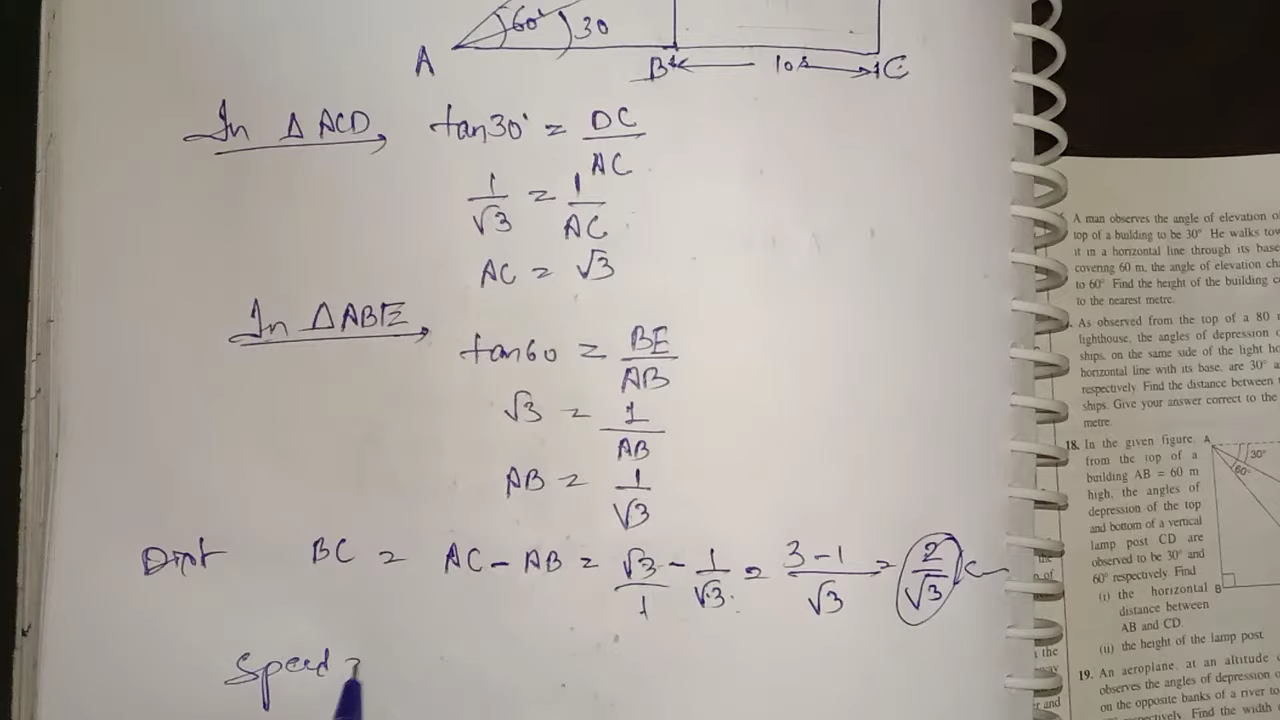 60° 30
A B 10s C
In Δ ACD, tan30° = DC/AC
1/√3 = 1/AC
AC = √3
In ΔABE,
tan60 = BE/AB
√3 = 1/AB
AB = 1/√3
Dist BC = AC - AB = √3/1 - 1/√3 = 3-1/√3 = 2/√3
Speed =
A man observes the angle of elevation o
top of a building to be 30° He walks tow
it in a horizontal line through its base
covering 60 m, the angle of elevation cha
to 60° Find the height of the building c
to the nearest metre.
As observed from the top of a 80
lighthouse, the angles of depression o
ships, on the same side of the light ho
horizontal line with its base, are 30° a
respectively. Find the distance between
ships. Give your answer correct to the
metre.
18. In the given figure,
from the top of a
building AB = 60 m
high, the angles of
depression of the top
and bottom of a vertical
lamp post CD are
observed to be 30° and
60° respectively. Find
(i) the horizontal
distance between
AB and CD.
(ii) the height of the lamp post
A 30°
60°
B
19. An aeroplane, at an altitude
observes the angles of depression
on the opposite banks of a river to
Find the width